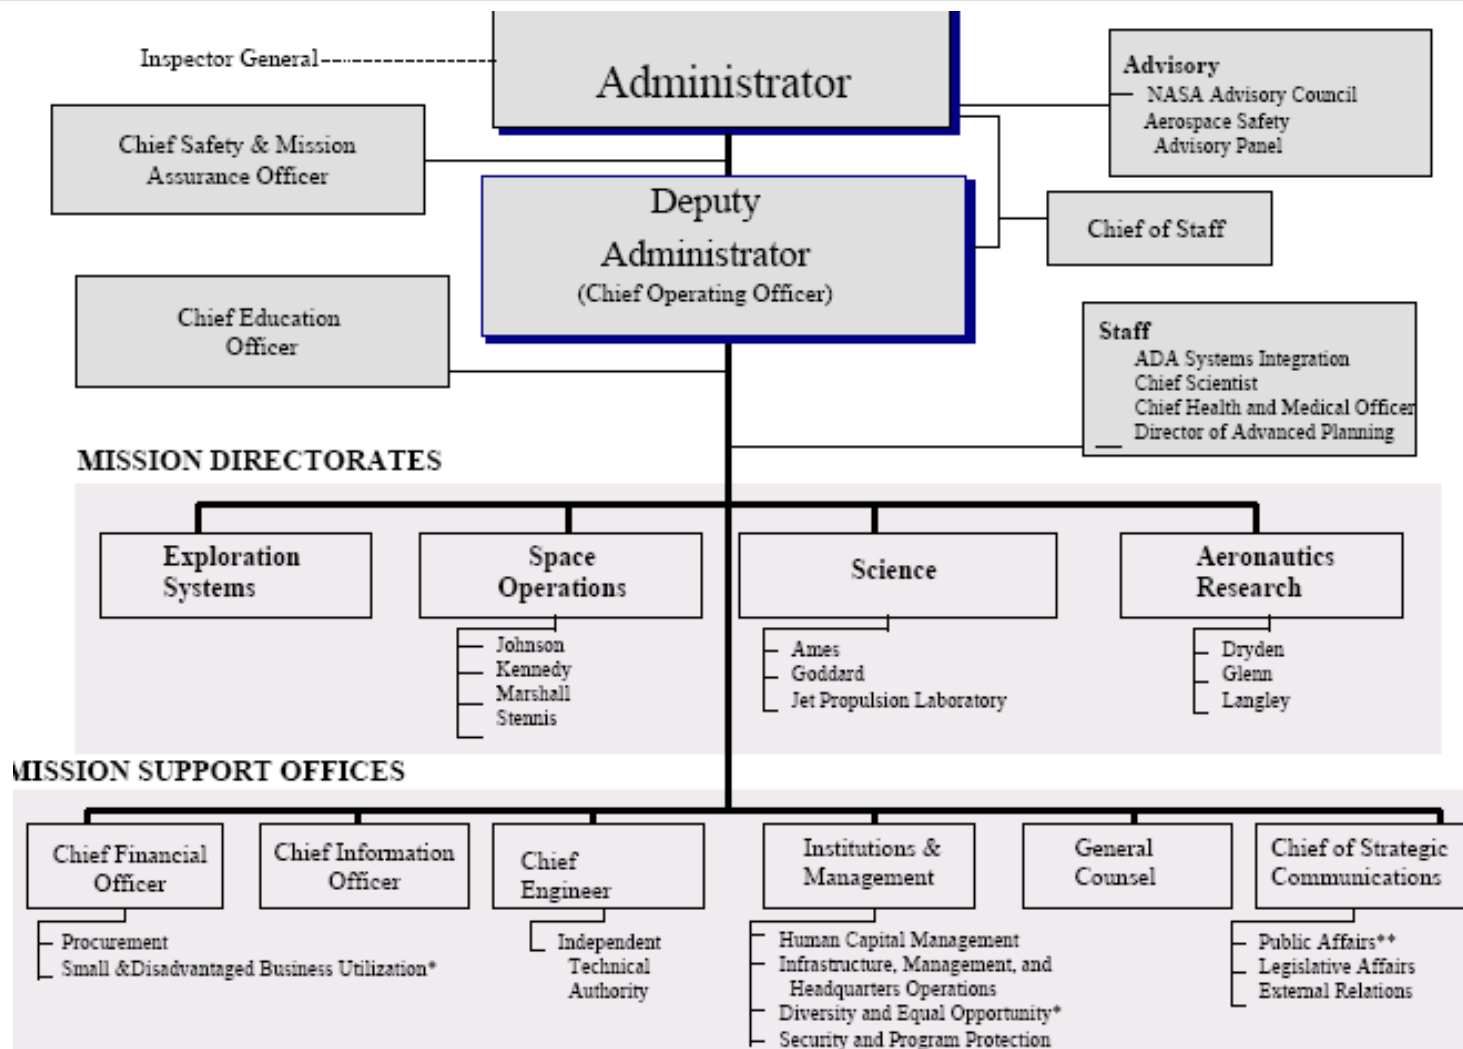 Inspector General
Administrator
Advisory
NASA Advisory Council
Aerospace Safety
Advisory Panel
Chief Safety & Mission
Assurance Officer
Deputy
Administrator
(Chief Operating Officer)
Chief of Staff
Chief Education
Officer
Staff
ADA Systems Integration
Chief Scientist
Chief Health and Medical Officer
Director of Advanced Planning
MISSION DIRECTORATES
Exploration
Systems
Space
Operations
Science
Aeronautics
Research
Johnson
Kennedy
Marshall
Stennis
Ames
Goddard
Jet Propulsion Laboratory
Dryden
Glenn
Langley
MISSION SUPPORT OFFICES
Chief Financial
Officer
Chief Information
Officer
Chief
Engineer
Institutions &
Management
General
Counsel
Chief of Strategic
Communications
Procurement
Small &Disadvantaged Business Utilization*
Independent
Technical
Authority
Human Capital Management
Infrastructure, Management, and
Headquarters Operations
Diversity and Equal Opportunity*
Security and Program Protection
Public Affairs**
Legislative Affairs
External Relations